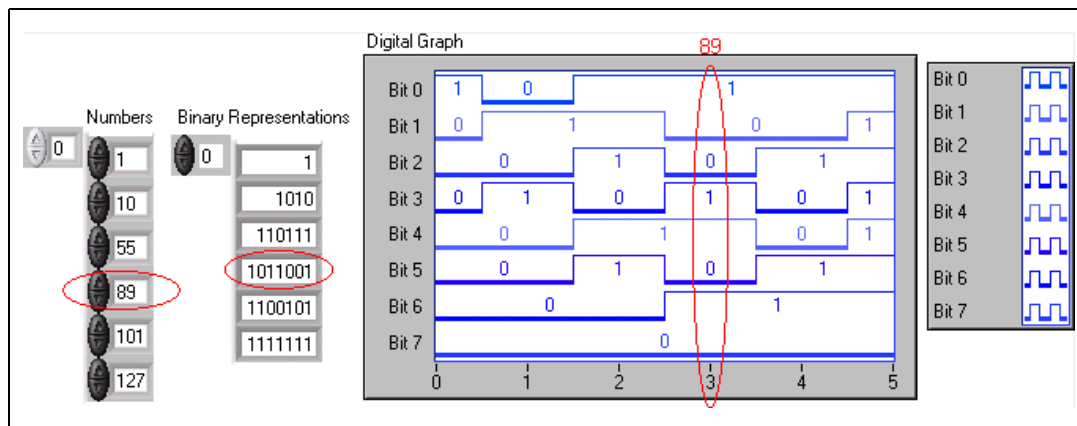 Numbers
0
1
10
55
89
101
127
Binary Representations
0
1
1010
110111
1011001
1100101
1111111
Digital Graph
89
Bit 0 1 0 1
Bit 1 0 1 0 1
Bit 2 0 1 0 1
Bit 3 0 1 0 1 0 1
Bit 4 0 1 0 1
Bit 5 0 1 0 1
Bit 6 0 1
Bit 7 0
0 1 2 3 4 5
Bit 0
Bit 1
Bit 2
Bit 3
Bit 4
Bit 5
Bit 6
Bit 7